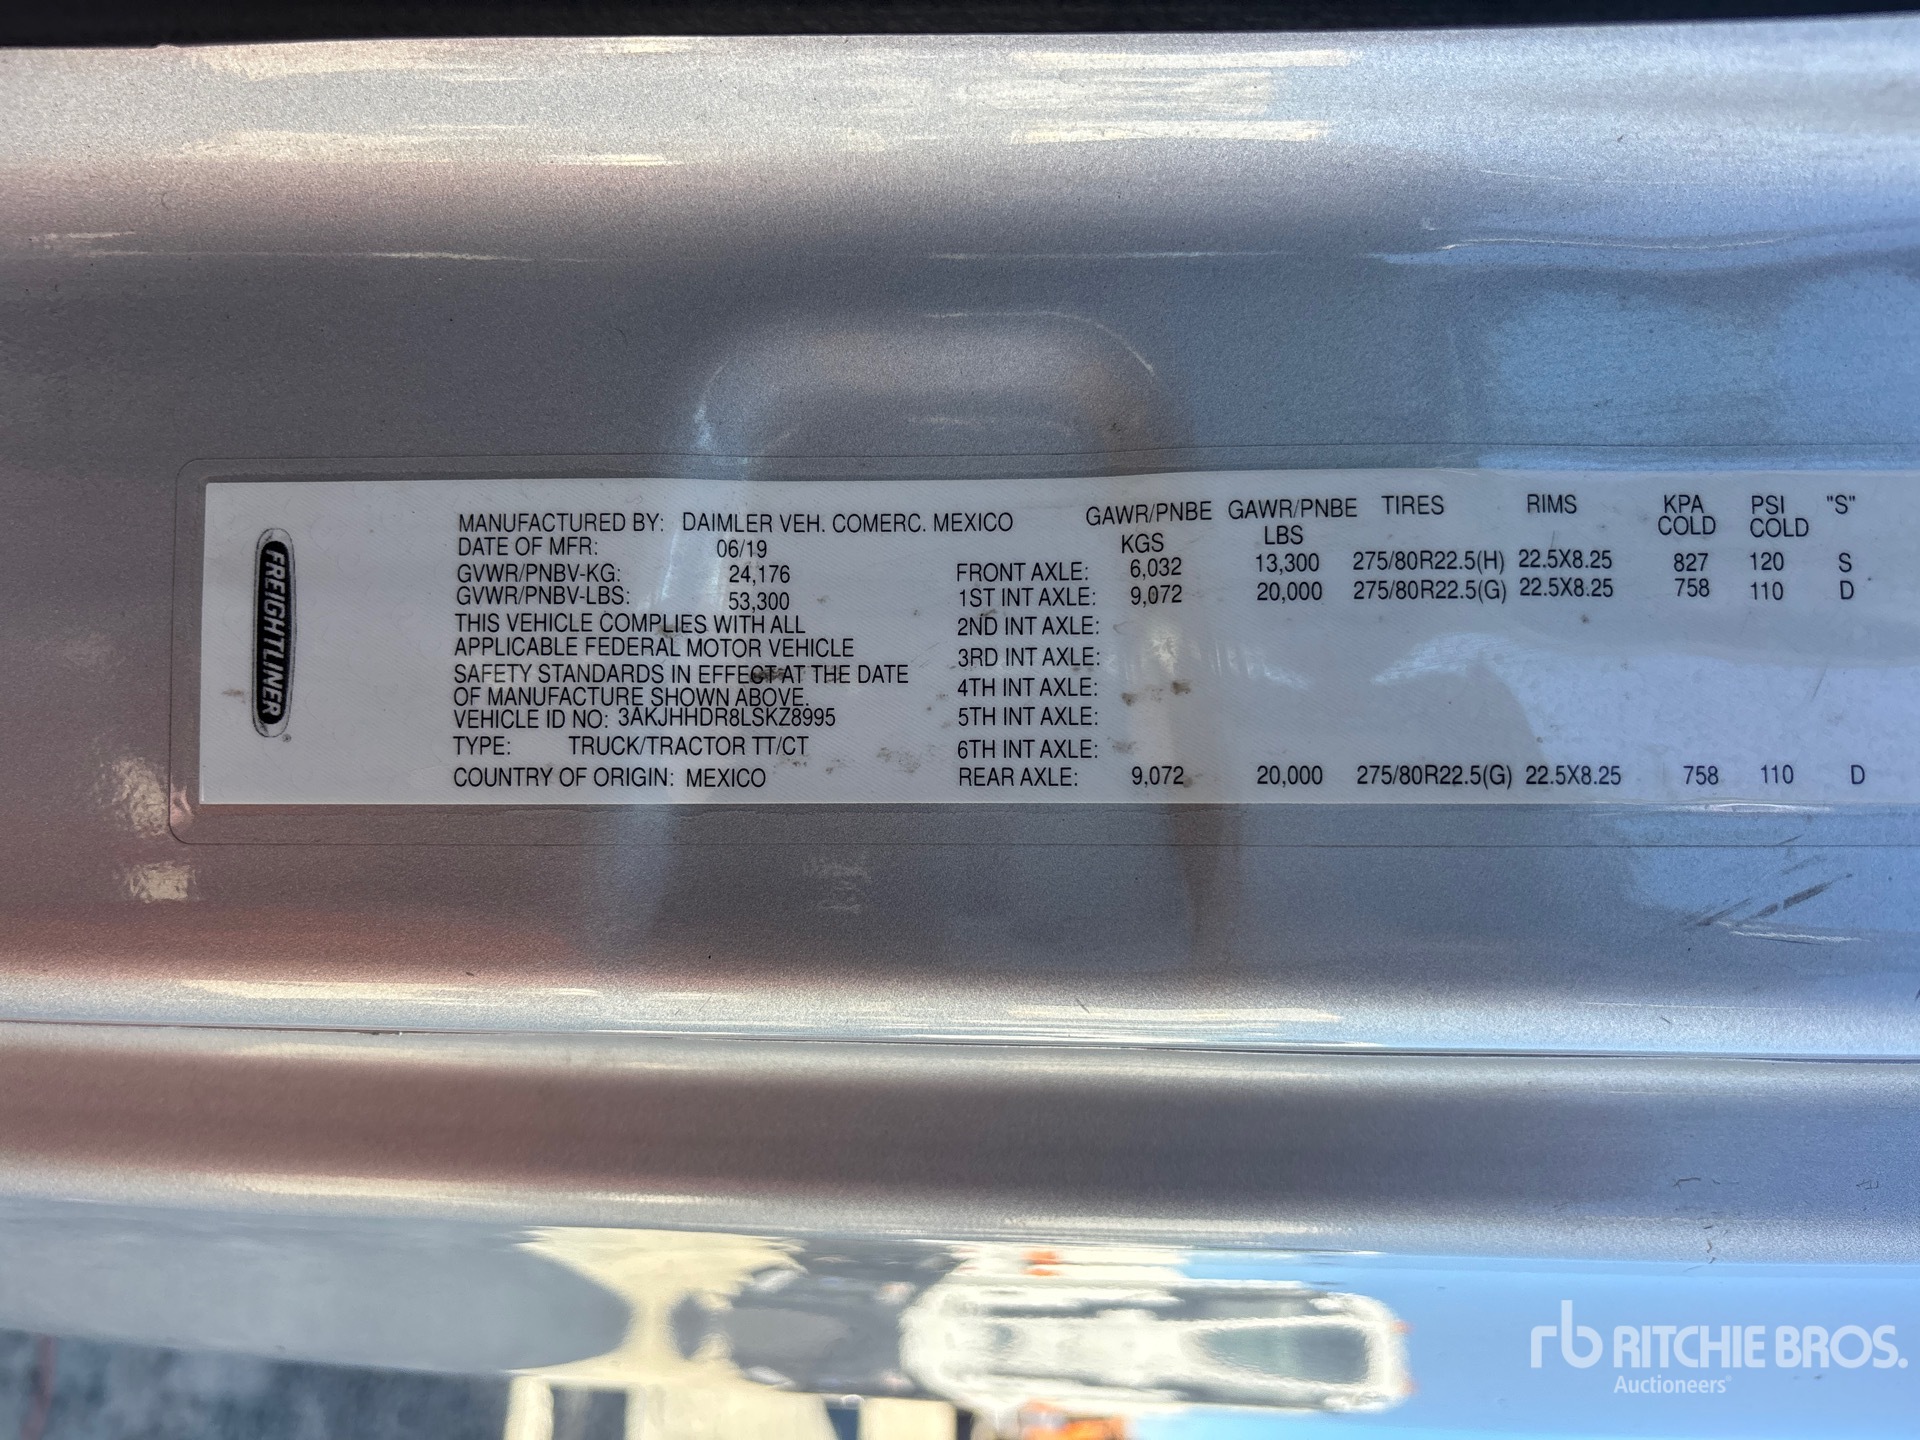 FREIGHTLINER
MANUFACTURED BY: DAIMLER VEH. COMERC. MEXICO
DATE OF MFR: 06/19
GVWR/PNBV-KG: 24,176
GVWR/PNBV-LBS: 53,300
THIS VEHICLE COMPLIES WITH ALL
APPLICABLE FEDERAL MOTOR VEHICLE
SAFETY STANDARDS IN EFFECT AT THE DATE
OF MANUFACTURE SHOWN ABOVE.
VEHICLE ID NO: 3AKJHHDR8LSKZ8995
TYPE: TRUCK/TRACTOR TT/CT
COUNTRY OF ORIGIN: MEXICO
GAWR/PNBE GAWR/PNBE TIRES RIMS KPA PSI "S"
KGS LBS COLD COLD
FRONT AXLE: 6,032 13,300 275/80R22.5(H) 22.5X8.25 827 120 S
1ST INT AXLE: 9,072 20,000 275/80R22.5(G) 22.5X8.25 758 110 D
2ND INT AXLE:
3RD INT AXLE:
4TH INT AXLE:
5TH INT AXLE:
6TH INT AXLE:
REAR AXLE: 9,072 20,000 275/80R22.5(G) 22.5X8.25 758 110 D
rb RITCHIE BROS.
Auctioneers